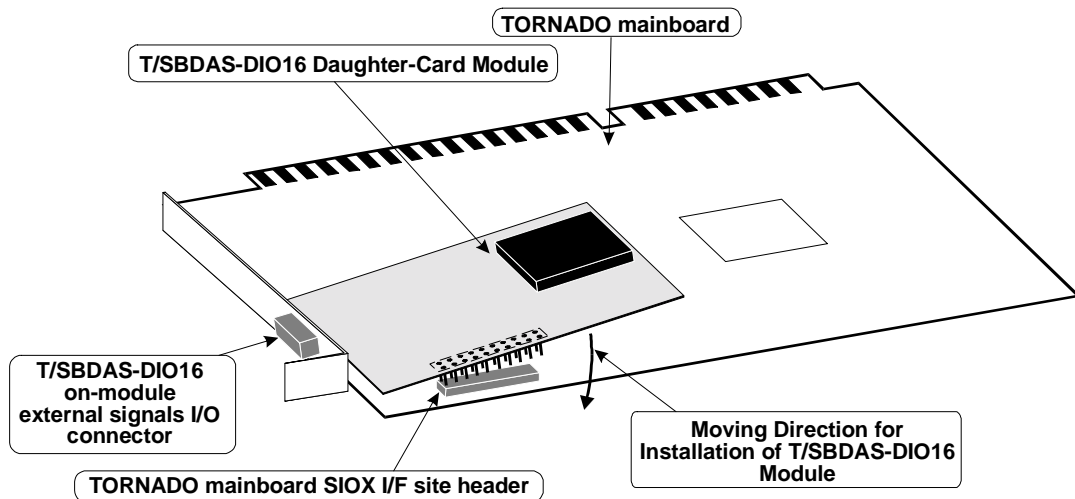 TORNADO mainboard
T/SBDAS-DIO16 Daughter-Card Module
T/SBDAS-DIO16
on-module
external signals I/O
connector
Moving Direction for
Installation of T/SBDAS-DIO16
Module
TORNADO mainboard SIOX I/F site header